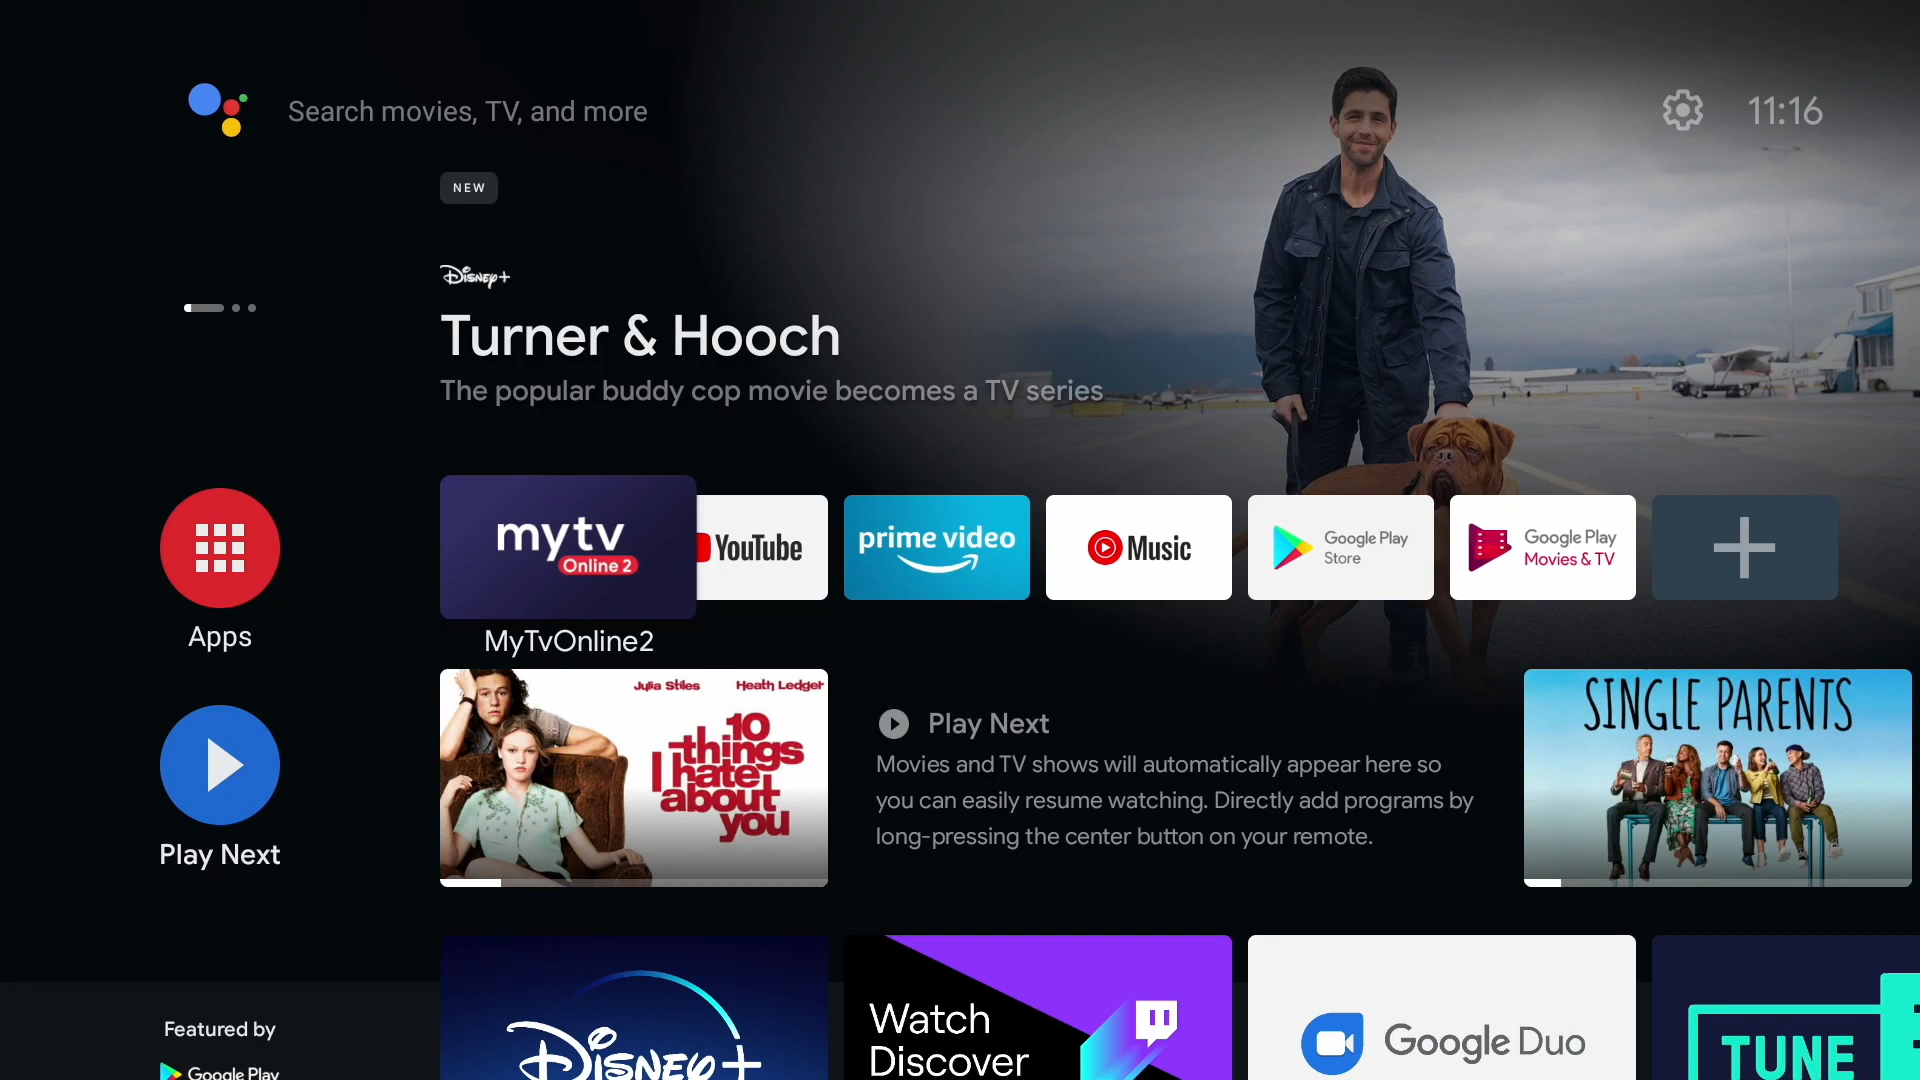 Search movies, TV, and more
11:16
NEW
Disney+
Turner & Hooch
The popular buddy cop movie becomes a TV series
Apps
mytv
Online 2
YouTube
prime video
Music
Google Play
Store
Google Play
Movies & TV
MyTvOnline2
Play Next
Julia Stiles Heath Ledger
10
things
I hate
about
you
Play Next
Movies and TV shows will automatically appear here so
you can easily resume watching. Directly add programs by
long-pressing the center button on your remote.
SINGLE PARENTS
Featured by
Google Play
Disney+
Watch
Discover
Google Duo
TUNE